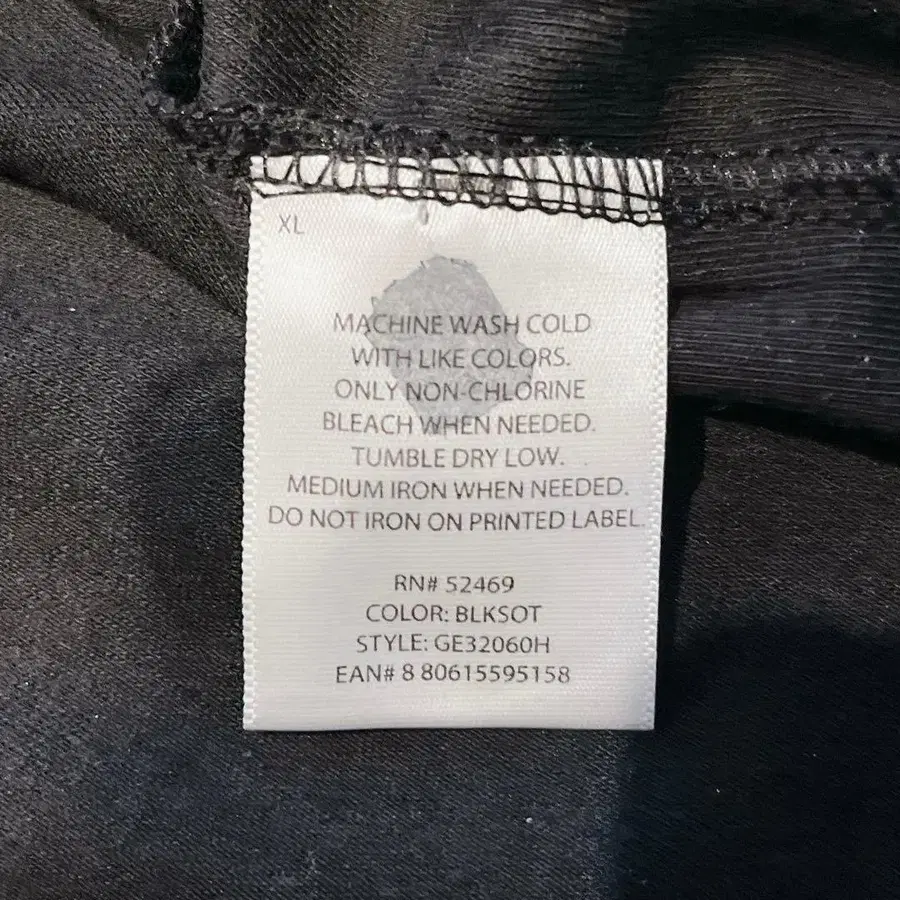 XL
MACHINE WASH COLD
WITH LIKE COLORS.
ONLY NON-CHLORINE
BLEACH WHEN NEEDED.
TUMBLE DRY LOW.
MEDIUM IRON WHEN NEEDED.
DO NOT IRON ON PRINTED LABEL.
RN# 52469
COLOR: BLKSOT
STYLE: GE32060H
EAN# 8 80615595158